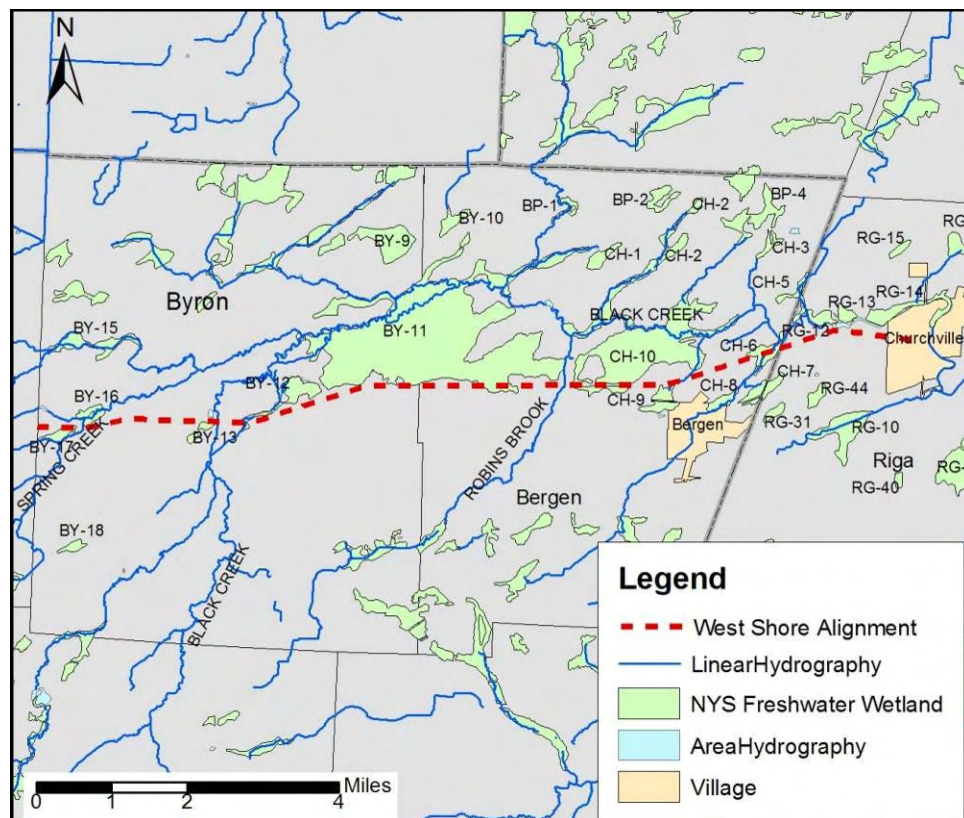 N
BP-1
BP-2
CH-2
BP-4
BY-10
BY-9
CH-1
CH-2
CH-3
RG-15
RG
CH-5
RG-14
RG-13
Byron
BLACK CREEK
BY-15
BY-11
RG-12
Churchville
CH-6
CH-10
CH-7
BY-12
CH-8
RG-44
BY-16
CH-9
BY-13
BY-17
Bergen
RG-31
RG-10
SPRING CREEK
ROBINS BROOK
Riga
RG-
Bergen
RG-40
BY-18
BLACK CREEK
Legend
West Shore Alignment
LinearHydrography
NYS Freshwater Wetland
AreaHydrography
Village
Miles
0 1 2 4